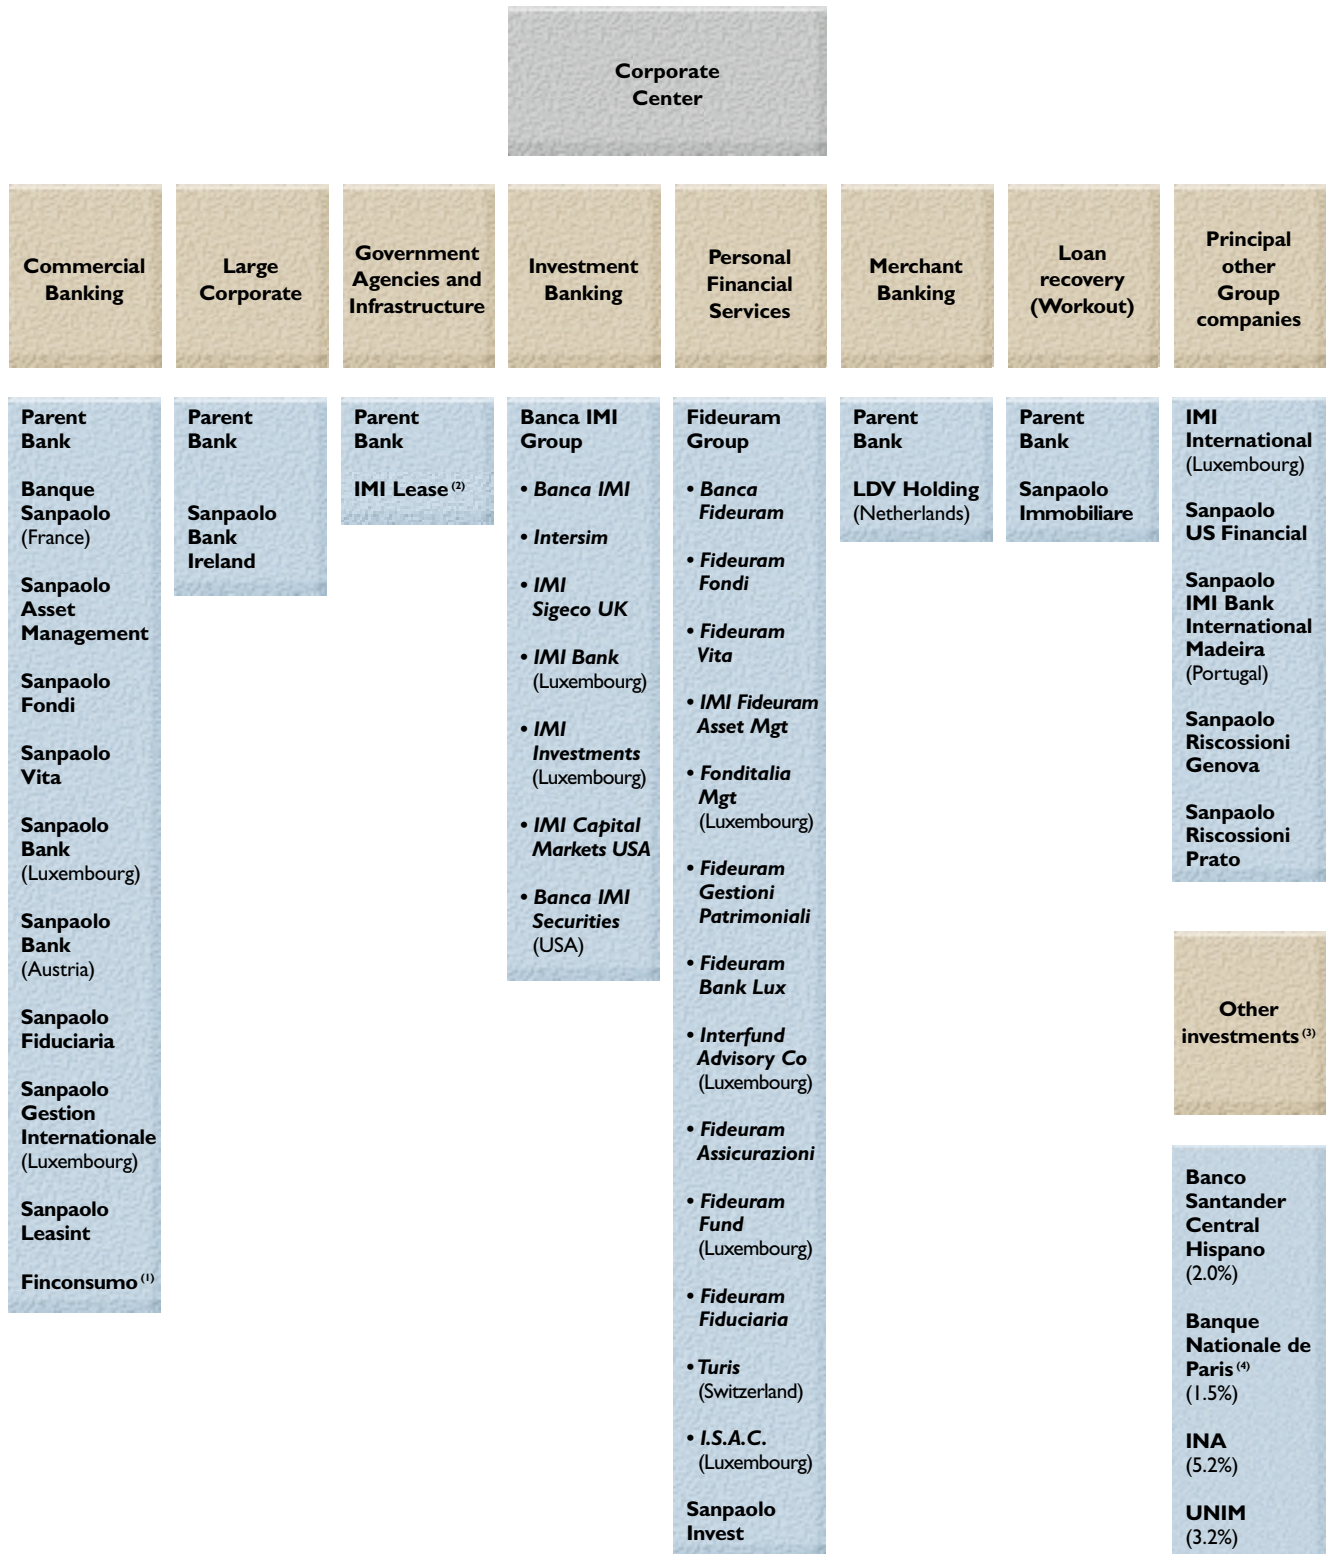 Corporate
Center
Commercial
Banking
Large
Corporate
Government
Agencies and
Infrastructure
Investment
Banking
Personal
Financial
Services
Merchant
Banking
Loan
recovery
(Workout)
Principal
other
Group
companies
Parent
Bank
Banque
Sanpaolo
(France)
Sanpaolo
Asset
Management
Sanpaolo
Fondi
Sanpaolo
Vita
Sanpaolo
Bank
(Luxembourg)
Sanpaolo
Bank
(Austria)
Sanpaolo
Fiduciaria
Sanpaolo
Gestion
Internationale
(Luxembourg)
Sanpaolo
Leasint
Finconsumo (1)
Parent
Bank
Sanpaolo
Bank
Ireland
Parent
Bank
IMI Lease (2)
Banca IMI
Group
• Banca IMI
• Intersim
• IMI
Sigeco UK
• IMI Bank
(Luxembourg)
• IMI
Investments
(Luxembourg)
• IMI Capital
Markets USA
• Banca IMI
Securities
(USA)
Fideuram
Group
• Banca
Fideuram
• Fideuram
Fondi
• Fideuram
Vita
• IMI Fideuram
Asset Mgt
• Fonditalia
Mgt
(Luxembourg)
• Fideuram
Gestioni
Patrimoniali
• Fideuram
Bank Lux
• Interfund
Advisory Co
(Luxembourg)
• Fideuram
Assicurazioni
• Fideuram
Fund
(Luxembourg)
• Fideuram
Fiduciaria
• Turis
(Switzerland)
• I.S.A.C.
(Luxembourg)
Sanpaolo
Invest
Parent
Bank
LDV Holding
(Netherlands)
Parent
Bank
Sanpaolo
Immobiliare
IMI
International
(Luxembourg)
Sanpaolo
US Financial
Sanpaolo
IMI Bank
International
Madeira
(Portugal)
Sanpaolo
Riscossioni
Genova
Sanpaolo
Riscossioni
Prato
Other
investments (3)
Banco
Santander
Central
Hispano
(2.0%)
Banque
Nationale de
Paris (4)
(1.5%)
INA
(5.2%)
UNIM
(3.2%)